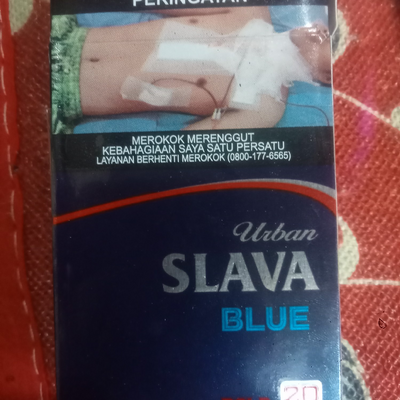 PERINGATAN
MEROKOK MERENGGUT
KEBAHAGIAAN SAYA SATU PERSATU
LAYANAN BERHENTI MEROKOK (0800-177-6565)
Urban
SLAVA
BLUE
20